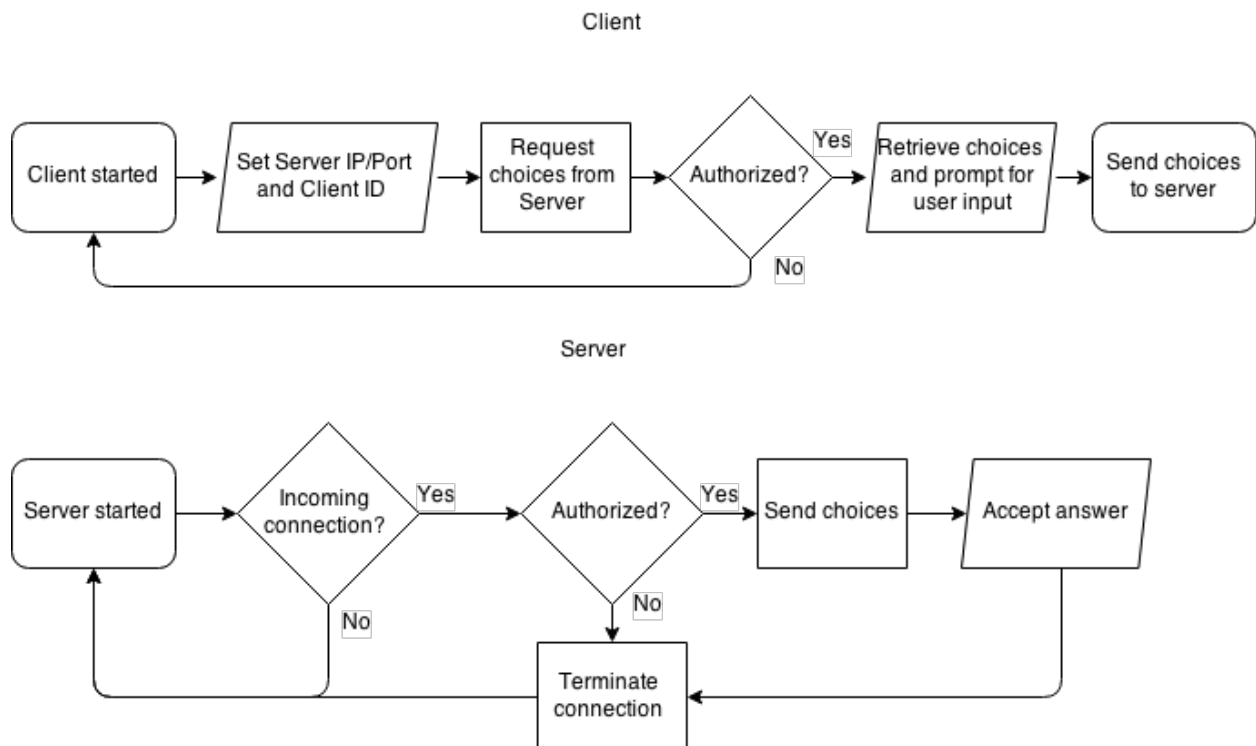 Client
Client started
Set Server IP/Port
and Client ID
Request
choices from
Server
Authorized?
Yes
No
Retrieve choices
and prompt for
user input
Send choices
to server
Server
Server started
Incoming
connection?
Yes
No
Authorized?
Yes
No
Send choices
Accept answer
Terminate
connection